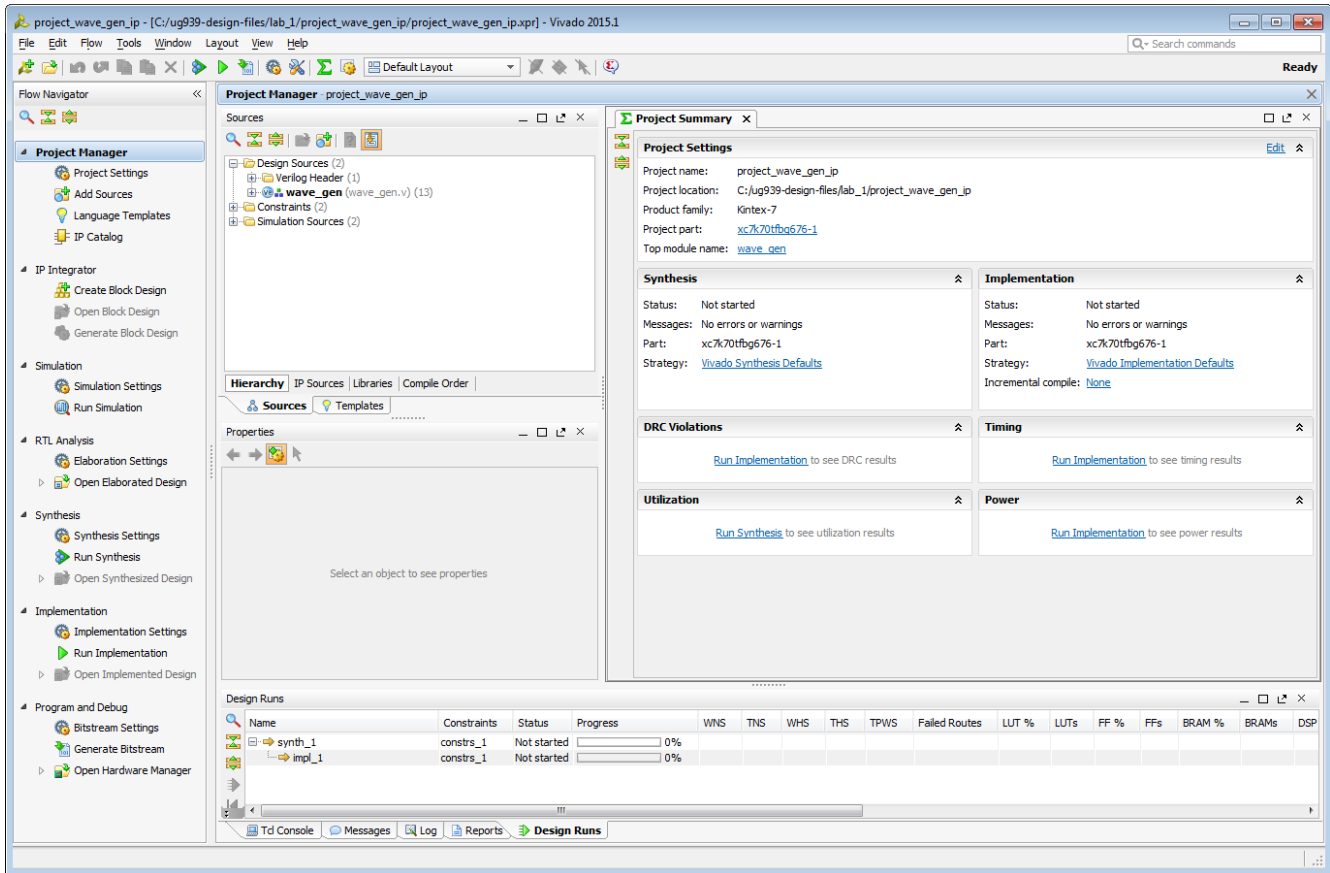 project_wave_gen_ip - [C:/ug939-design-files/lab_1/project_wave_gen_ip/project_wave_gen_ip.xpr] - Vivado 2015.1
File Edit Flow Tools Window Layout View Help
Search commands
Default Layout
Ready
Flow Navigator
Project Manager
Project Settings
Add Sources
Language Templates
IP Catalog
IP Integrator
Create Block Design
Open Block Design
Generate Block Design
Simulation
Simulation Settings
Run Simulation
RTL Analysis
Elaboration Settings
Open Elaborated Design
Synthesis
Synthesis Settings
Run Synthesis
Open Synthesized Design
Implementation
Implementation Settings
Run Implementation
Open Implemented Design
Program and Debug
Bitstream Settings
Generate Bitstream
Open Hardware Manager
Project Manager - project_wave_gen_ip
Sources
Design Sources (2)
Verilog Header (1)
wave_gen (wave_gen.v) (13)
Constraints (2)
Simulation Sources (2)
Hierarchy IP Sources Libraries Compile Order
Sources Templates
Properties
Select an object to see properties
Project Summary
Project Settings Edit
Project name: project_wave_gen_ip
Project location: C:/ug939-design-files/lab_1/project_wave_gen_ip
Product family: Kintex-7
Project part: xc7k70tfbg676-1
Top module name: wave_gen
Synthesis
Status: Not started
Messages: No errors or warnings
Part: xc7k70tfbg676-1
Strategy: Vivado Synthesis Defaults
Implementation
Status: Not started
Messages: No errors or warnings
Part: xc7k70tfbg676-1
Strategy: Vivado Implementation Defaults
Incremental compile: None
DRC Violations
Run Implementation to see DRC results
Timing
Run Implementation to see timing results
Utilization
Run Synthesis to see utilization results
Power
Run Implementation to see power results
Design Runs
Name Constraints Status Progress WNS TNS WHS THS TPWS Failed Routes LUT % LUTs FF % FFs BRAM % BRAMs DSP
synth_1 constrs_1 Not started 0%
impl_1 constrs_1 Not started 0%
Tcl Console Messages Log Reports Design Runs